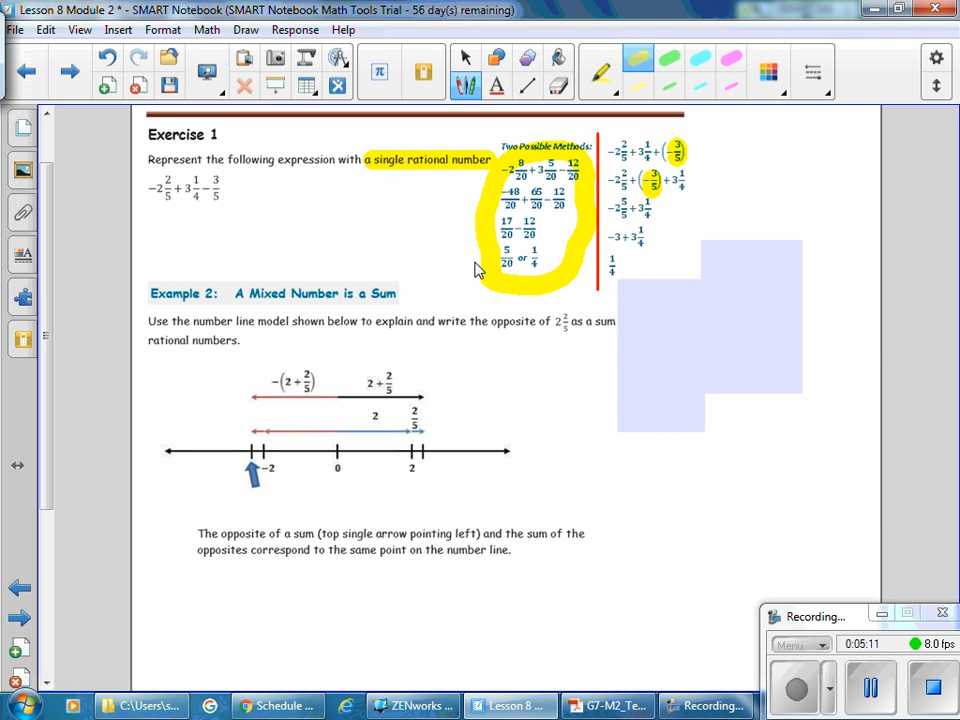 Lesson 8 Module 2 * - SMART Notebook (SMART Notebook Math Tools Trial - 56 day(s) remaining)
File Edit View Insert Format Math Draw Response Help
Exercise 1
Represent the following expression with a single rational number
−2 2/5 + 3 1/4 − 3/5
Two Possible Methods:
−2 8/20 + 3 5/20 − 12/20
−48/20 + 65/20 − 12/20
17/20 − 12/20
5/20 or 1/4
−2 2/5 + 3 1/4 + (−3/5)
−2 2/5 + (−3/5) + 3 1/4
−2 5/5 + 3 1/4
−3 + 3 1/4
1/4
Example 2: A Mixed Number is a Sum
Use the number line model shown below to explain and write the opposite of 2 2/5 as a sum
rational numbers.
−(2 + 2/5) 2 + 2/5
2 2/5
−2 0 2
The opposite of a sum (top single arrow pointing left) and the sum of the
opposites correspond to the same point on the number line.
Recording...
Menu 0:05:11 8.0 fps
C:\Users\s... Schedule ... ZENworks ... Lesson 8 ... G7-M2_Te... Recording...